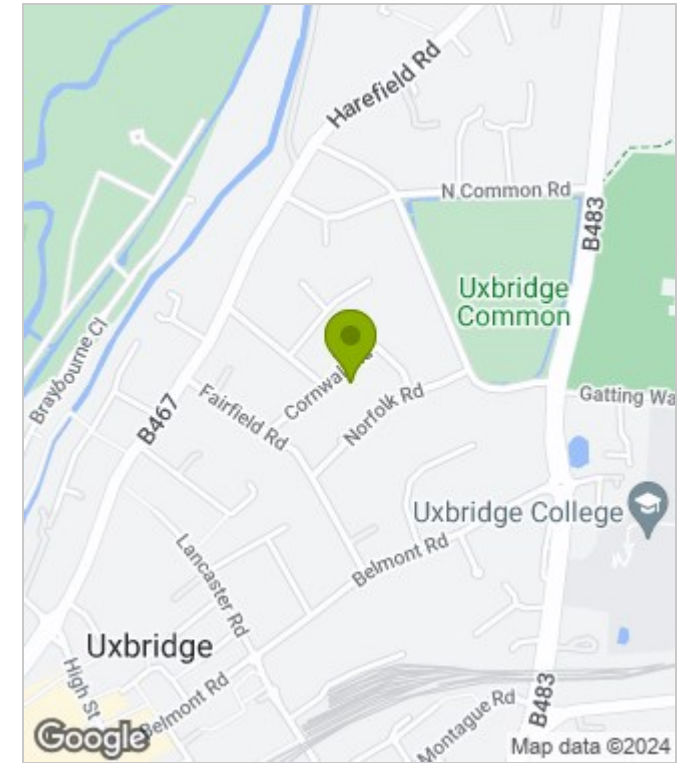 Harefield Rd
N Common Rd
B483
Uxbridge
Common
Braybourne Cl
Cornwall
Gatting Wa
B467
Fairfield Rd
Norfolk Rd
Uxbridge College
Lancaster Rd
Belmont Rd
Uxbridge
High St
Belmont Rd
B483
Montague Rd
Google
Map data ©2024